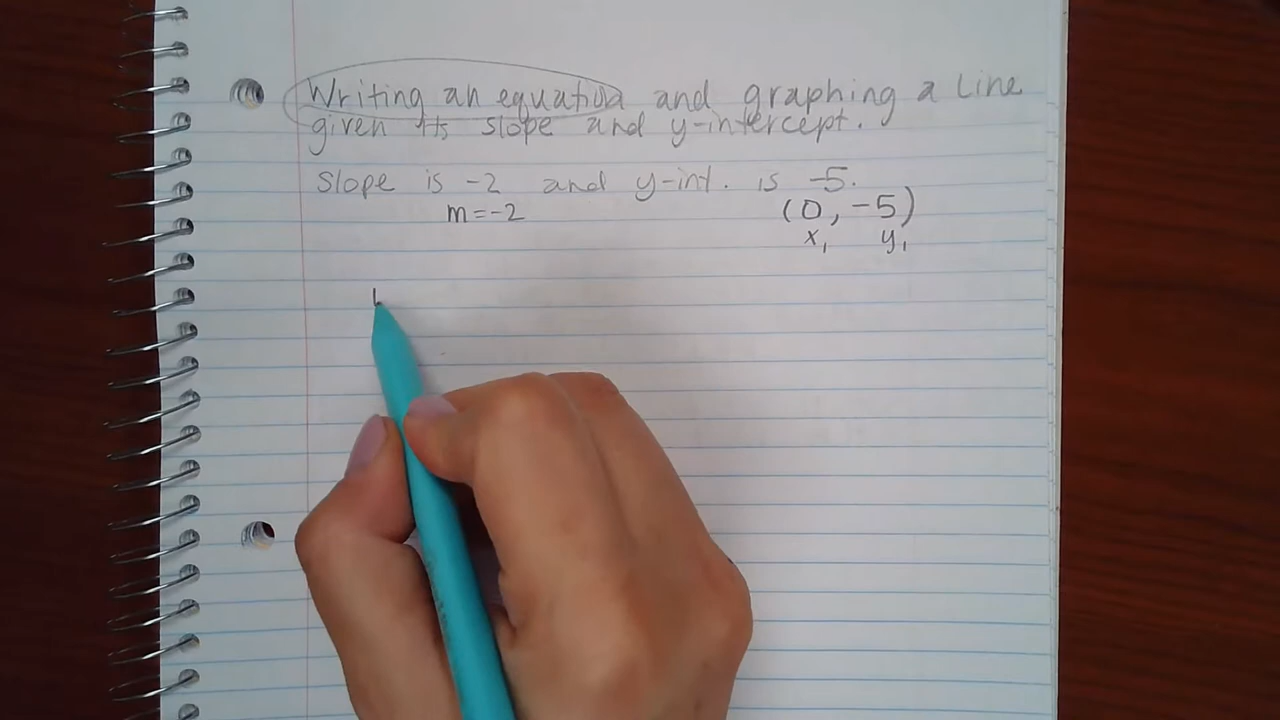 Writing an equation and graphing a line
given its slope and y-intercept.
Slope is -2 and y-int. is -5.
m=-2 (0, -5)
x₁ y₁